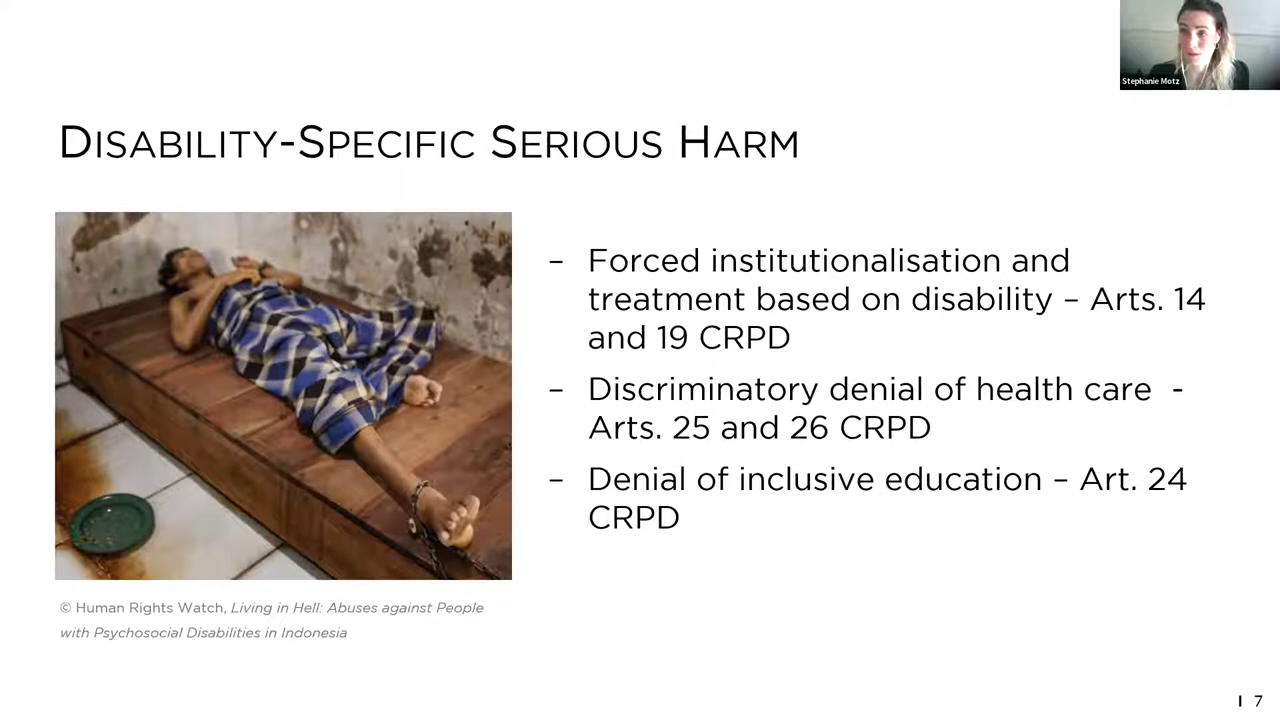 Stephanie Motz
DISABILITY-SPECIFIC SERIOUS HARM
– Forced institutionalisation and
treatment based on disability – Arts. 14
and 19 CRPD
– Discriminatory denial of health care -
Arts. 25 and 26 CRPD
– Denial of inclusive education – Art. 24
CRPD
© Human Rights Watch, Living in Hell: Abuses against People
with Psychosocial Disabilities in Indonesia
I 7